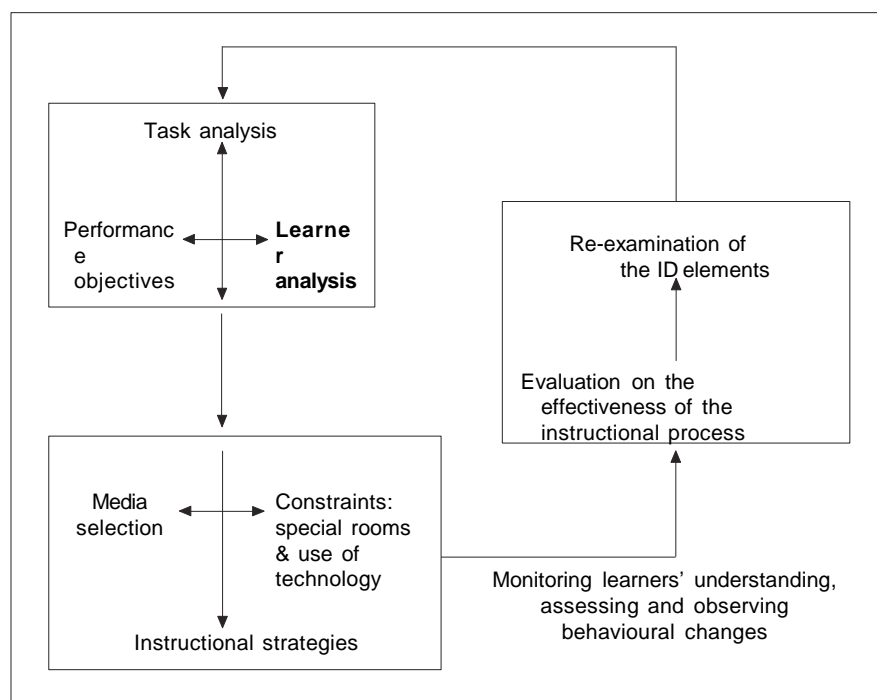 Task analysis
Performanc
e
objectives
Learne
r
analysis
Media
selection
Constraints:
special rooms
& use of
technology
Instructional strategies
Re-examination of
the ID elements
Evaluation on the
effectiveness of the
instructional process
Monitoring learners’ understanding,
assessing and observing
behavioural changes